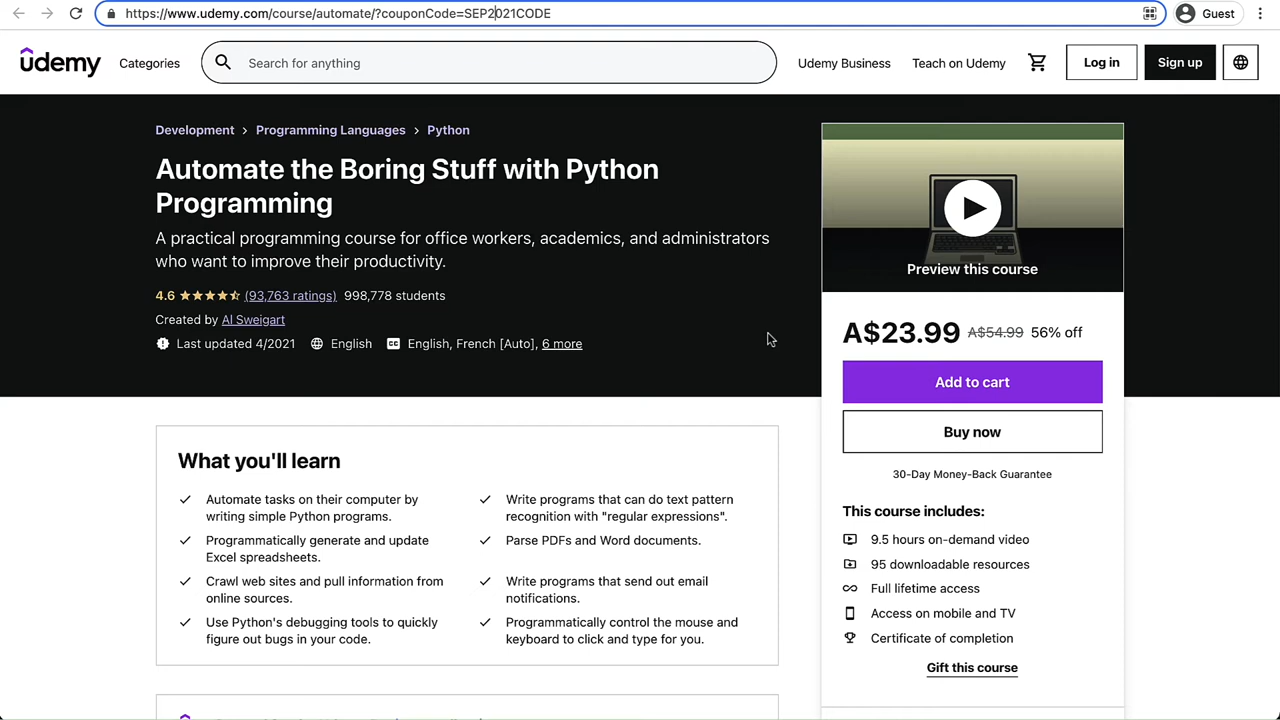 https://www.udemy.com/course/automate/?couponCode=SEP2021CODE
Guest
udemy
Categories
Search for anything
Udemy Business
Teach on Udemy
Log in
Sign up
Development › Programming Languages › Python
Automate the Boring Stuff with Python
Programming
A practical programming course for office workers, academics, and administrators
who want to improve their productivity.
4.6 (93,763 ratings) 998,778 students
Created by Al Sweigart
Last updated 4/2021 English CC English, French [Auto], 6 more
Preview this course
A$23.99 A$54.99 56% off
Add to cart
Buy now
30-Day Money-Back Guarantee
This course includes:
9.5 hours on-demand video
95 downloadable resources
Full lifetime access
Access on mobile and TV
Certificate of completion
Gift this course
What you'll learn
Automate tasks on their computer by
writing simple Python programs.
Programmatically generate and update
Excel spreadsheets.
Crawl web sites and pull information from
online sources.
Use Python's debugging tools to quickly
figure out bugs in your code.
Write programs that can do text pattern
recognition with "regular expressions".
Parse PDFs and Word documents.
Write programs that send out email
notifications.
Programmatically control the mouse and
keyboard to click and type for you.